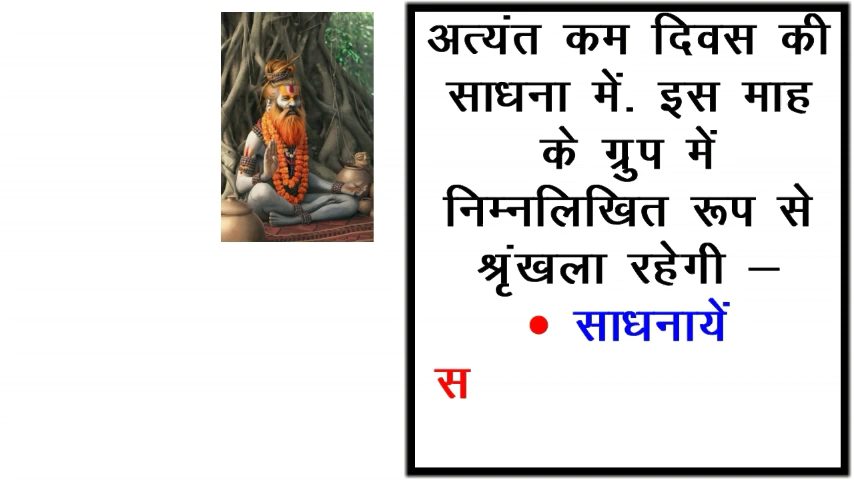 अत्यंत कम दिवस की
साधना में. इस माह
के ग्रुप में
निम्नलिखित रूप से
श्रृंखला रहेगी –
• साधनायें
स